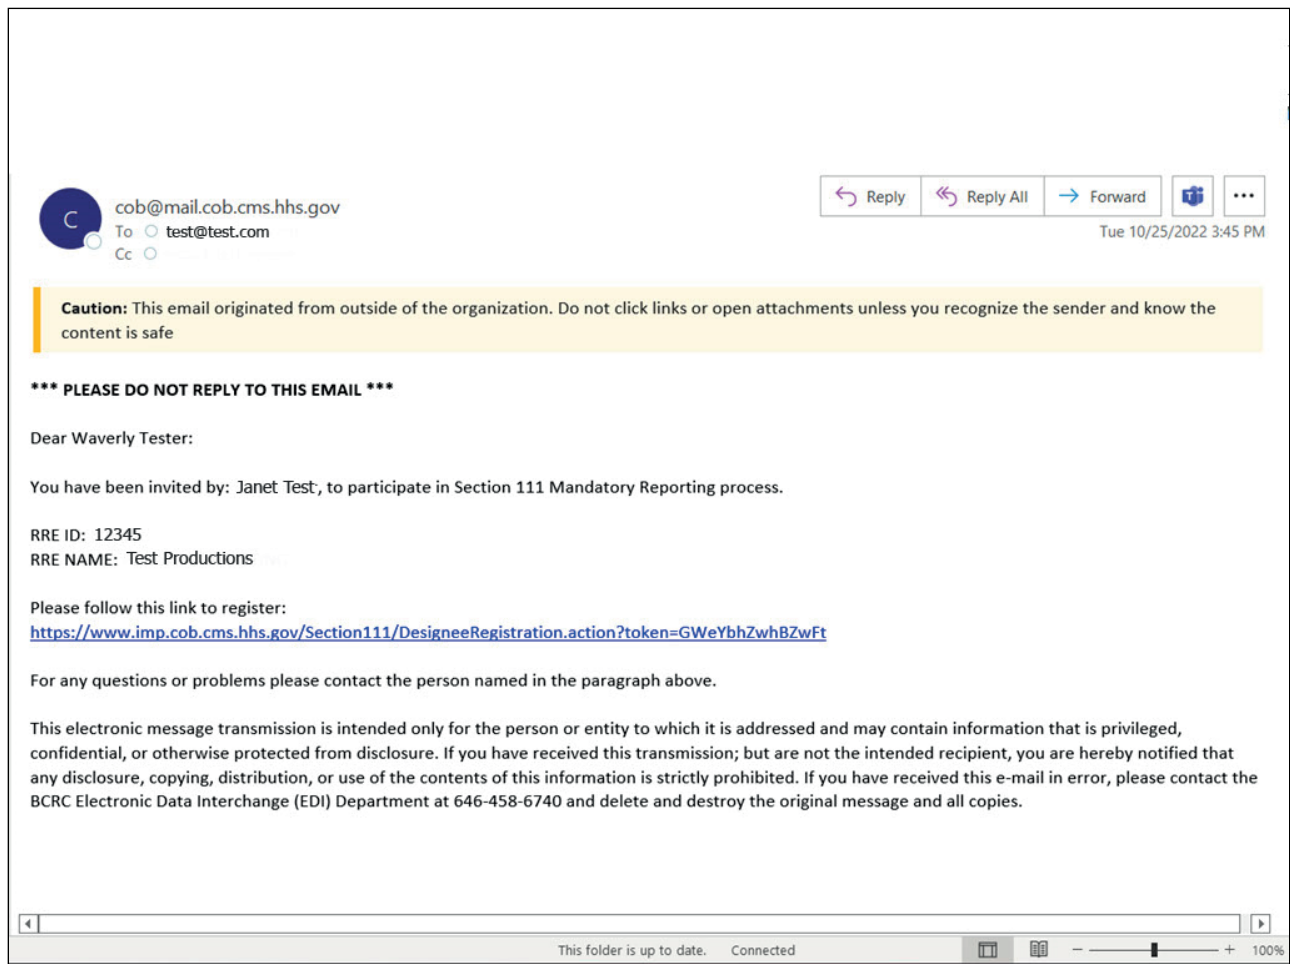 C
cob@mail.cob.cms.hhs.gov
To test@test.com
Cc
Reply Reply All Forward
Tue 10/25/2022 3:45 PM
Caution: This email originated from outside of the organization. Do not click links or open attachments unless you recognize the sender and know the
content is safe
*** PLEASE DO NOT REPLY TO THIS EMAIL ***
Dear Waverly Tester:
You have been invited by: Janet Test, to participate in Section 111 Mandatory Reporting process.
RRE ID: 12345
RRE NAME: Test Productions
Please follow this link to register:
https://www.imp.cob.cms.hhs.gov/Section111/DesigneeRegistration.action?token=GWeYbhZwhBZwFt
For any questions or problems please contact the person named in the paragraph above.
This electronic message transmission is intended only for the person or entity to which it is addressed and may contain information that is privileged,
confidential, or otherwise protected from disclosure. If you have received this transmission; but are not the intended recipient, you are hereby notified that
any disclosure, copying, distribution, or use of the contents of this information is strictly prohibited. If you have received this e-mail in error, please contact the
BCRC Electronic Data Interchange (EDI) Department at 646-458-6740 and delete and destroy the original message and all copies.
This folder is up to date. Connected 100%